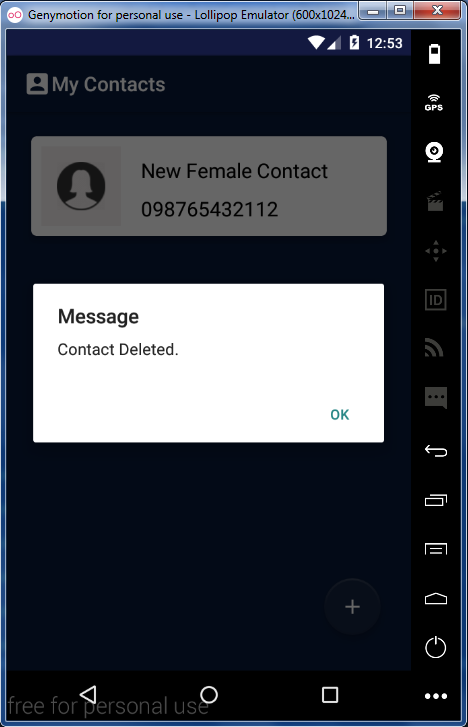 Genymotion for personal use - Lollipop Emulator (600x1024...
12:53
My Contacts
GPS
New Female Contact
098765432112
ID
Message
Contact Deleted.
OK
+
free for personal use